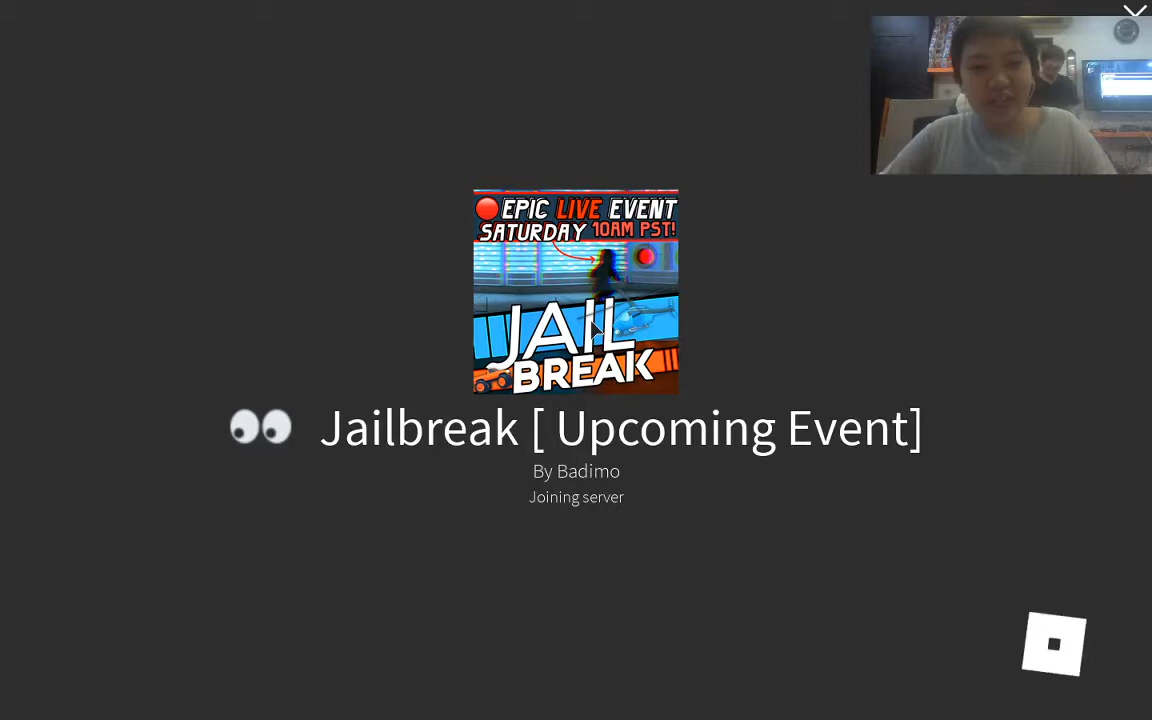 EPIC LIVE EVENT
SATURDAY 10AM PST!
JAIL
BREAK
👀 Jailbreak [ Upcoming Event]
By Badimo
Joining server